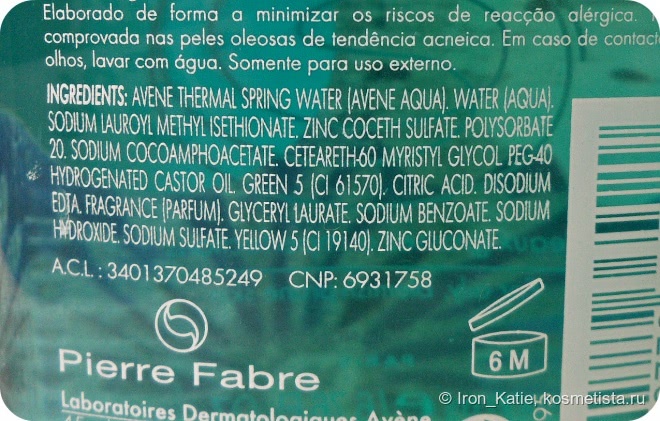 Elaborado de forma a minimizar os riscos de reacção alérgica.
comprovada nas peles oleosas de tendência acneica. Em caso de contacto
olhos, lavar com água. Somente para uso externo.
INGREDIENTS: AVENE THERMAL SPRING WATER (AVENE AQUA). WATER (AQUA).
SODIUM LAUROYL METHYL ISETHIONATE. ZINC COCETH SULFATE. POLYSORBATE
20. SODIUM COCOAMPHOACETATE. CETEARETH-60 MYRISTYL GLYCOL. PEG-40
HYDROGENATED CASTOR OIL. GREEN 5 (CI 61570). CITRIC ACID. DISODIUM
EDTA. FRAGRANCE (PARFUM). GLYCERYL LAURATE. SODIUM BENZOATE. SODIUM
HYDROXIDE. SODIUM SULFATE. YELLOW 5 (CI 19140). ZINC GLUCONATE.
A.C.L : 3401370485249 CNP: 6931758
6 M
Pierre Fabre
Laboratoires Dermatologiques Avène
© Iron_Katie, kosmetista.ru